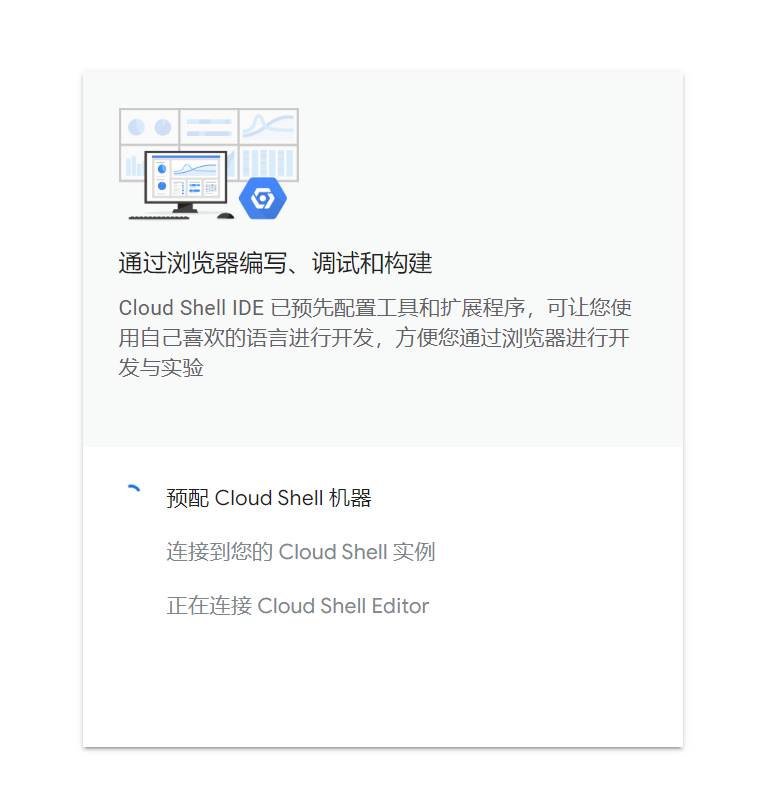 通过浏览器编写、调试和构建
Cloud Shell IDE 已预先配置工具和扩展程序，可让您使
用自己喜欢的语言进行开发，方便您通过浏览器进行开
发与实验
预配 Cloud Shell 机器
连接到您的 Cloud Shell 实例
正在连接 Cloud Shell Editor